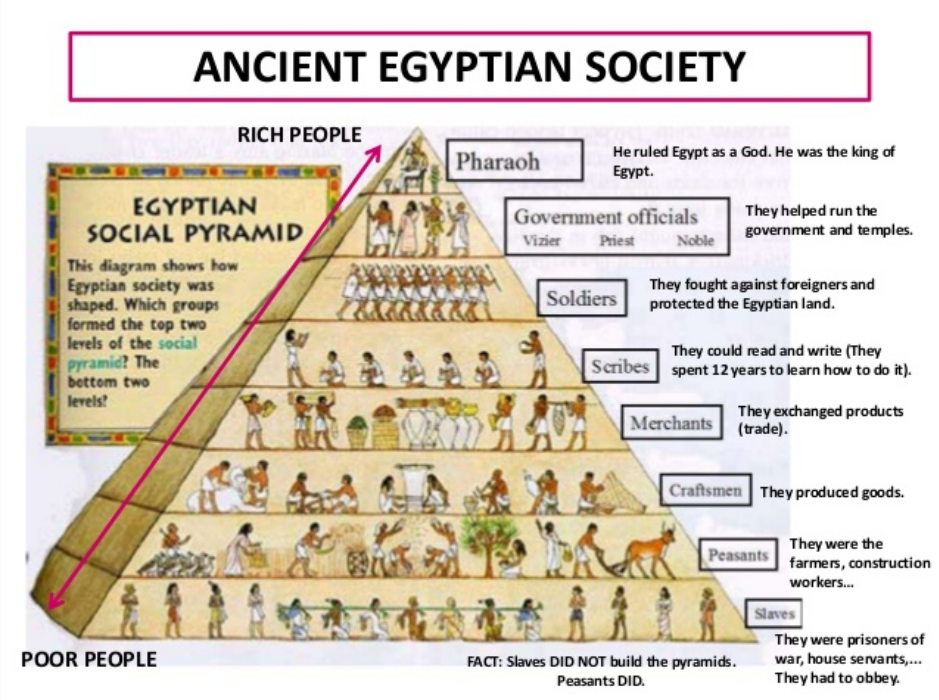 ANCIENT EGYPTIAN SOCIETY
RICH PEOPLE
EGYPTIAN
SOCIAL PYRAMID
This diagram shows how
Egyptian society was
shaped. Which groups
formed the top two
levels of the social
pyramid? The
bottom two
levels?
Pharaoh
He ruled Egypt as a God. He was the king of
Egypt.
Government officials
Vizier Priest Noble
They helped run the
government and temples.
Soldiers
They fought against foreigners and
protected the Egyptian land.
Scribes
They could read and write (They
spent 12 years to learn how to do it).
Merchants
They exchanged products
(trade).
Craftsmen
They produced goods.
Peasants
They were the
farmers, construction
workers...
Slaves
They were prisoners of
war, house servants,...
They had to obbey.
POOR PEOPLE
FACT: Slaves DID NOT build the pyramids.
Peasants DID.